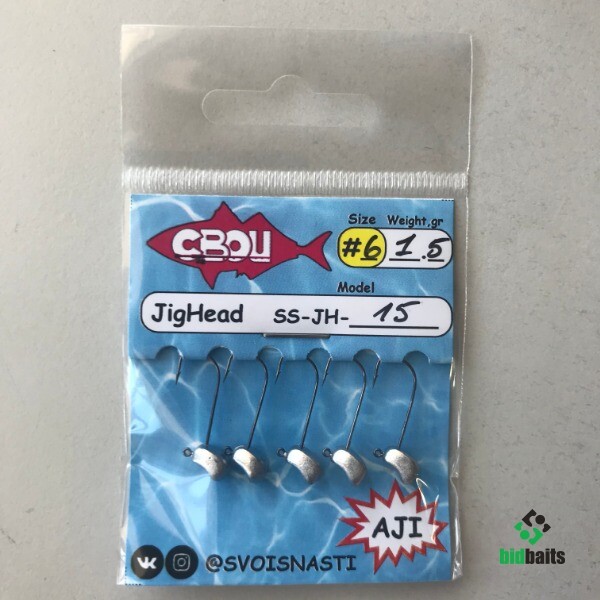 Size Weight,gr
СВОИ
#6 1.5
Model
JigHead SS-JH- 15
AJI
@SVOISNASTI
bidbaits